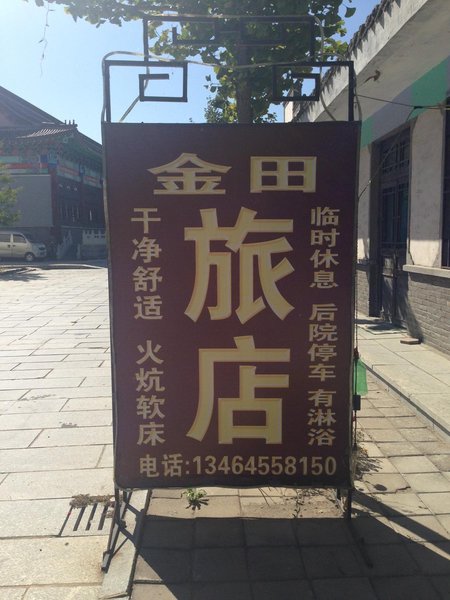 金田
旅店
干净舒适 火炕软床
临时休息 后院停车 有淋浴
电话:13464558150